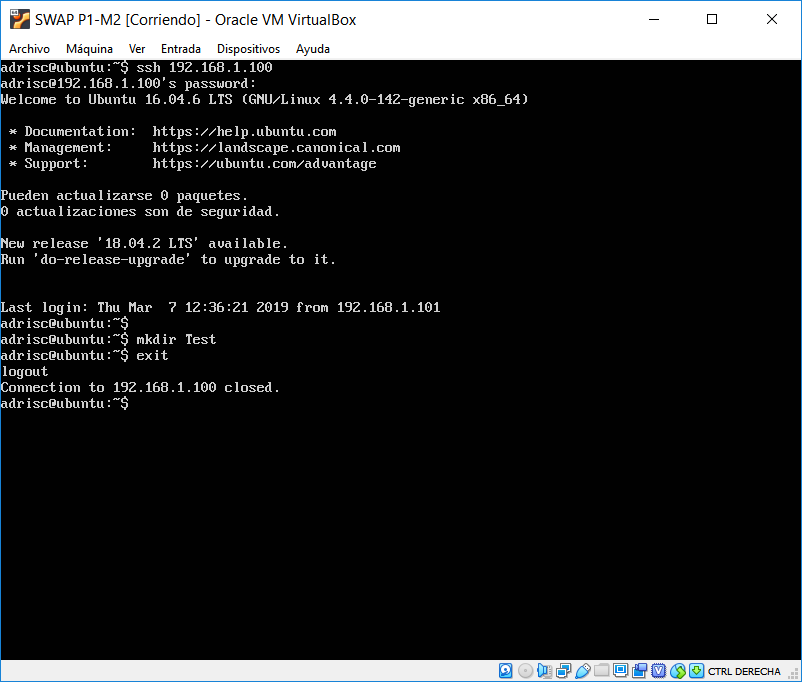 SWAP P1-M2 [Corriendo] - Oracle VM VirtualBox
Archivo Máquina Ver Entrada Dispositivos Ayuda
adrisc@ubuntu:~$ ssh 192.168.1.100
adrisc@192.168.1.100's password:
Welcome to Ubuntu 16.04.6 LTS (GNU/Linux 4.4.0-142-generic x86_64)
* Documentation:  https://help.ubuntu.com
* Management:     https://landscape.canonical.com
* Support:        https://ubuntu.com/advantage
Pueden actualizarse 0 paquetes.
0 actualizaciones son de seguridad.
New release '18.04.2 LTS' available.
Run 'do-release-upgrade' to upgrade to it.
Last login: Thu Mar  7 12:36:21 2019 from 192.168.1.101
adrisc@ubuntu:~$
adrisc@ubuntu:~$ mkdir Test
adrisc@ubuntu:~$ exit
logout
Connection to 192.168.1.100 closed.
adrisc@ubuntu:~$
CTRL DERECHA